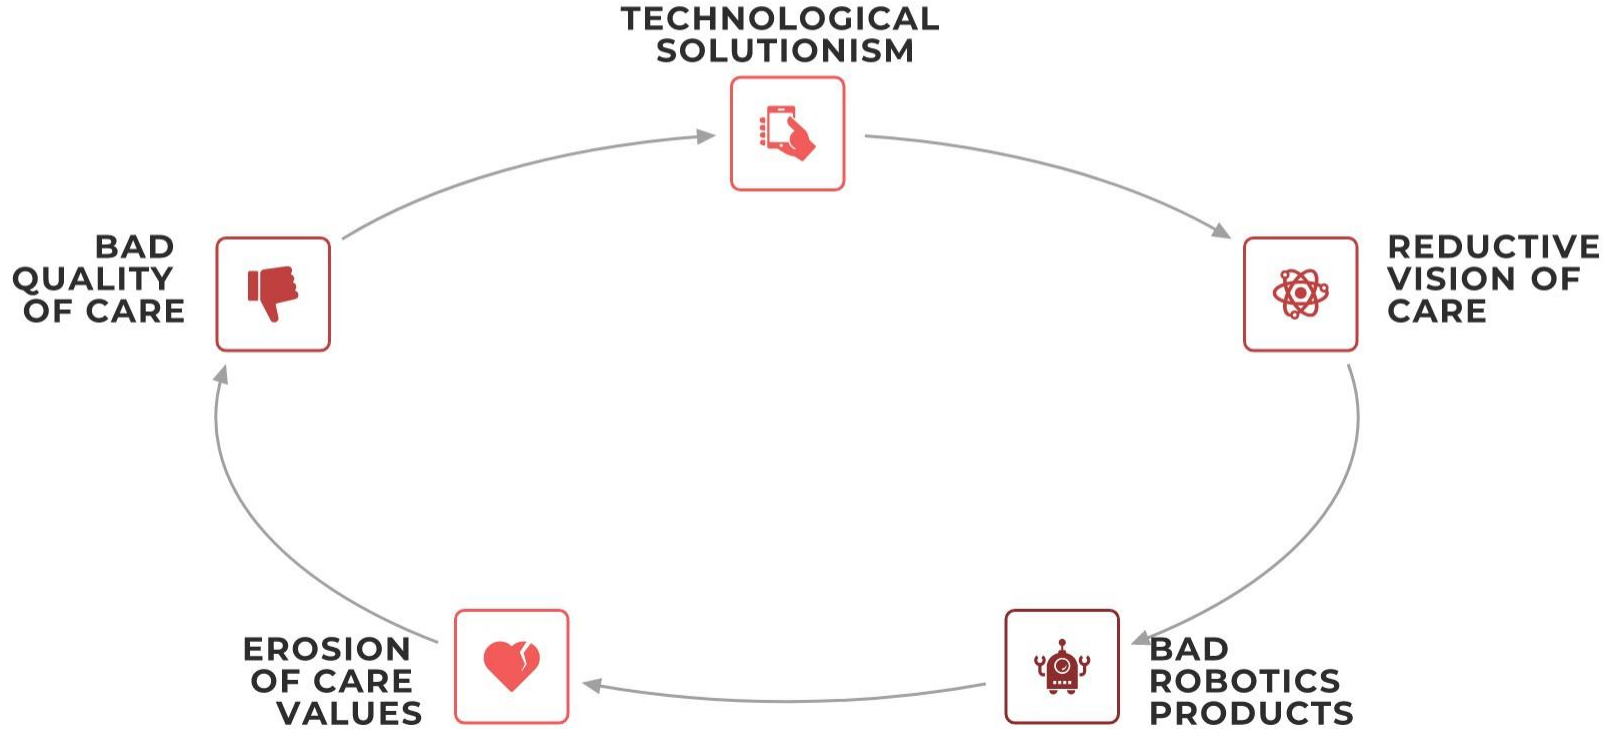 TECHNOLOGICAL
SOLUTIONISM
REDUCTIVE
VISION OF
CARE
BAD
ROBOTICS
PRODUCTS
EROSION
OF CARE
VALUES
BAD
QUALITY
OF CARE